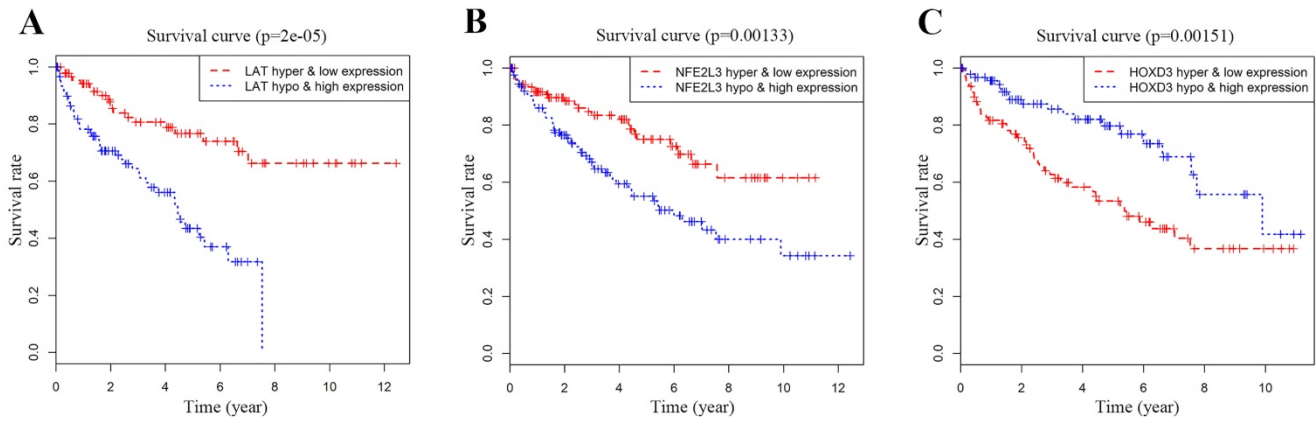 A
Survival curve (p=2e-05)
LAT hyper & low expression
LAT hypo & high expression
Survival rate
1.0
0.8
0.6
0.4
0.2
0.0
0 2 4 6 8 10 12
Time (year)
B
Survival curve (p=0.00133)
NFE2L3 hyper & low expression
NFE2L3 hypo & high expression
Survival rate
1.0
0.8
0.6
0.4
0.2
0.0
0 2 4 6 8 10 12
Time (year)
C
Survival curve (p=0.00151)
HOXD3 hyper & low expression
HOXD3 hypo & high expression
Survival rate
1.0
0.8
0.6
0.4
0.2
0.0
0 2 4 6 8 10
Time (year)